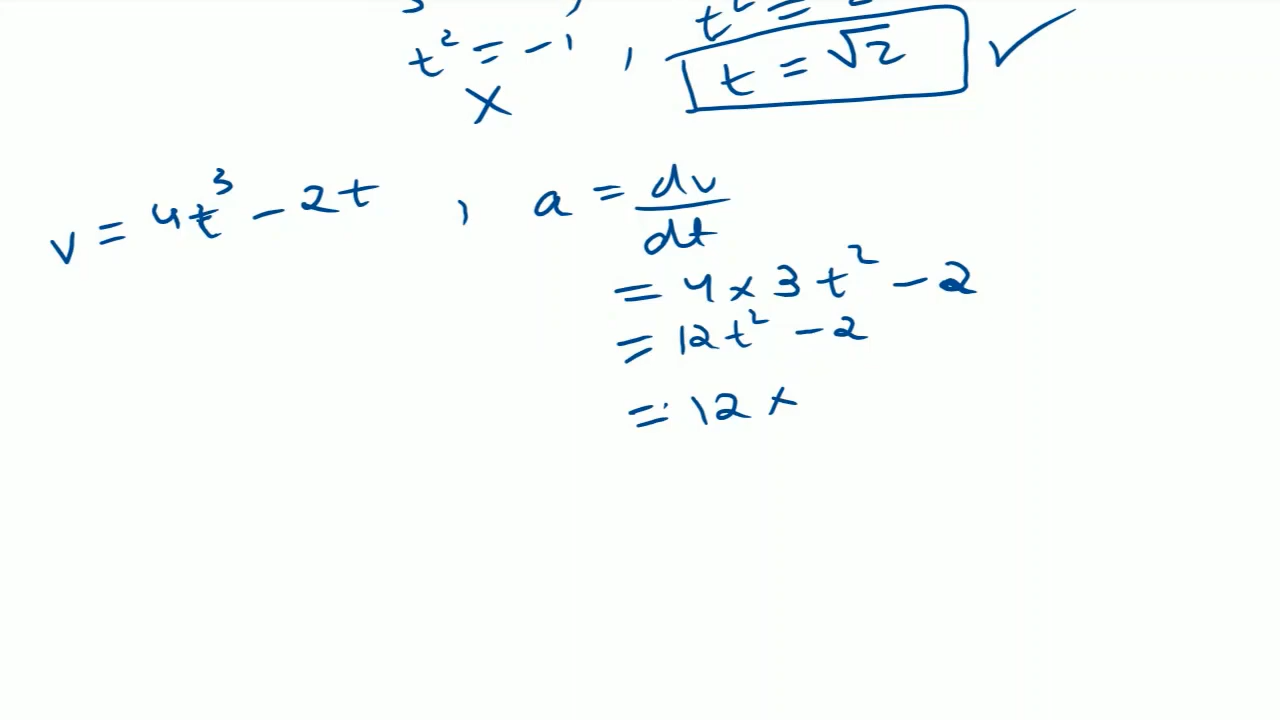 t² = -1 , t = √2 ✓
X
v = 4t³ - 2t , a = dv/dt
= 4 × 3t² - 2
= 12t² - 2
= 12 ×